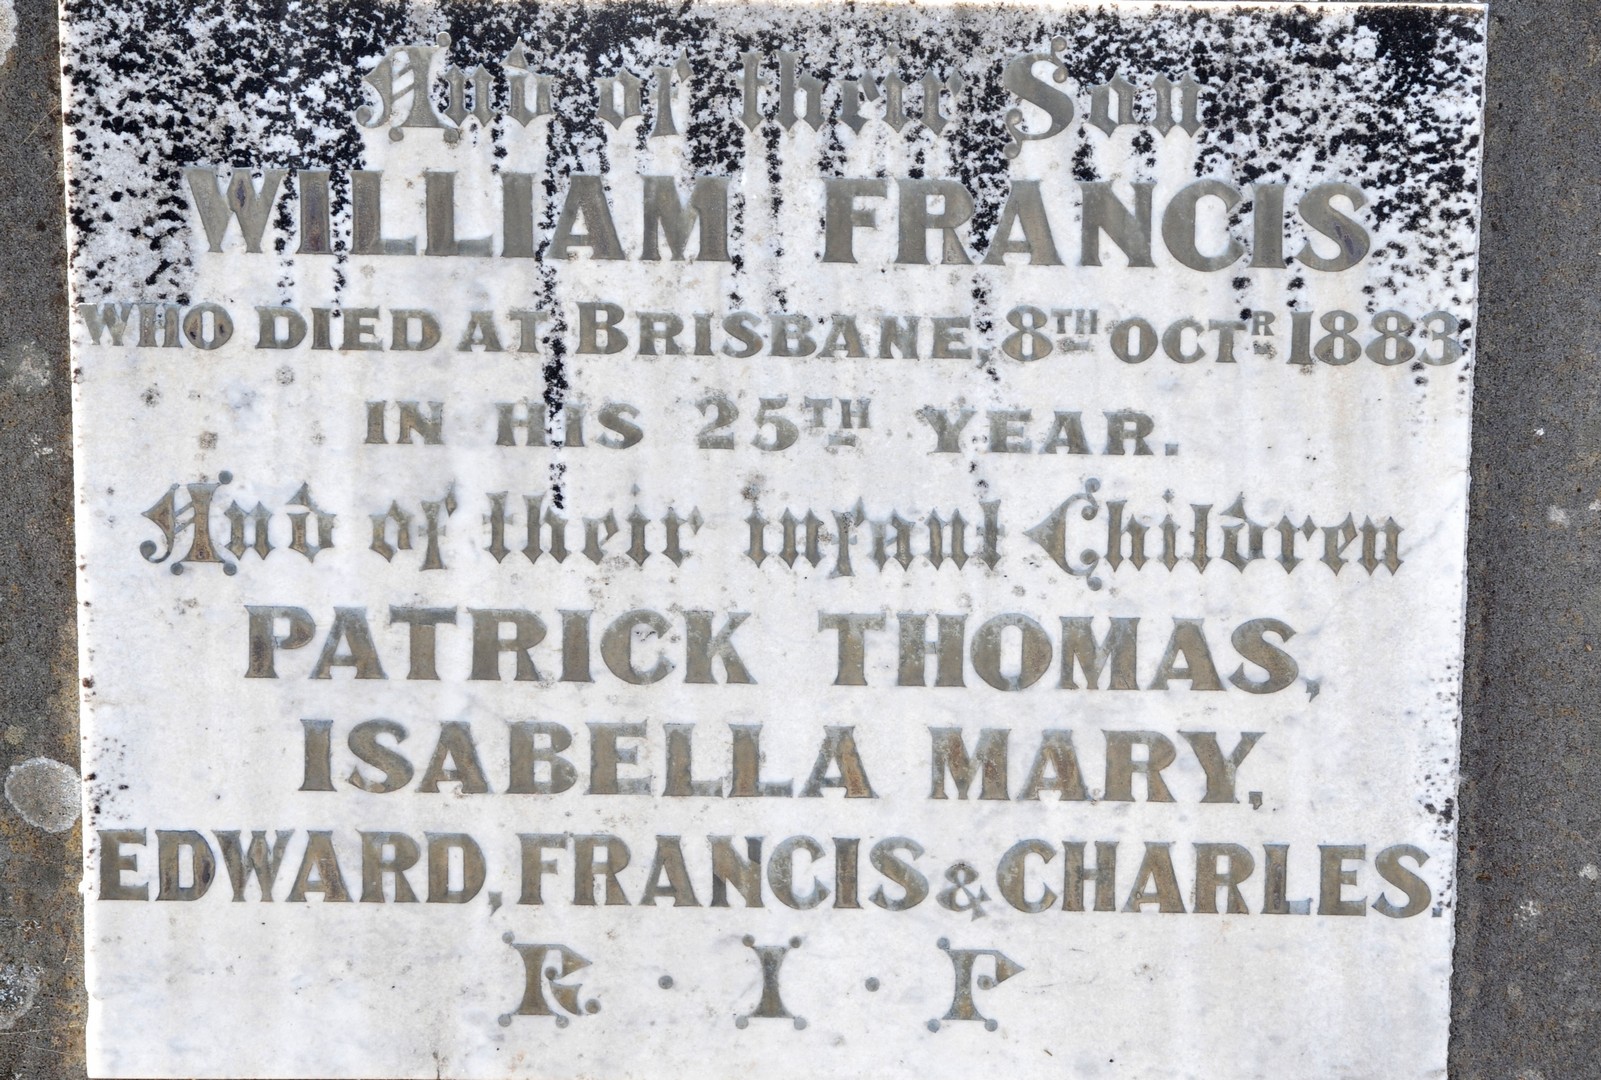 And of their Son
WILLIAM FRANCIS
WHO DIED AT BRISBANE, 8TH OCTR 1883
IN HIS 25TH YEAR.
And of their infant Children
PATRICK THOMAS,
ISABELLA MARY,
EDWARD, FRANCIS & CHARLES.
R · I · P